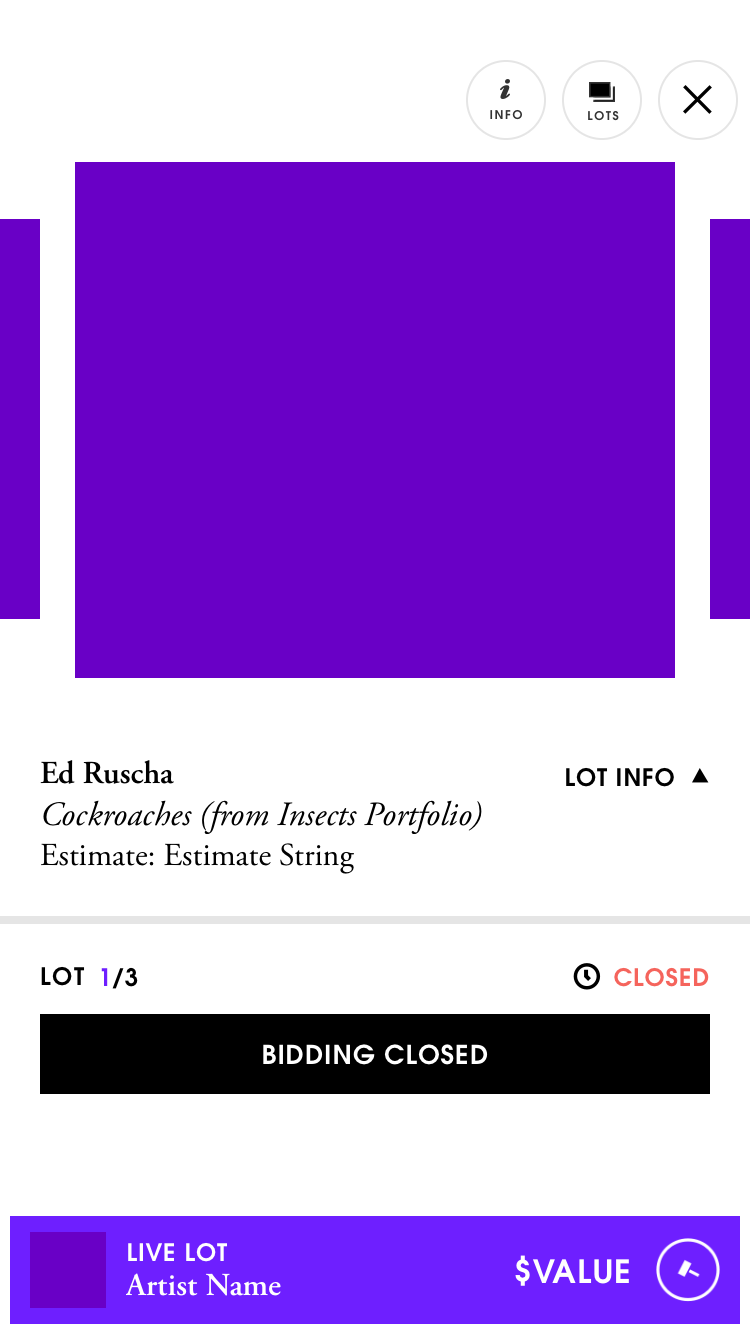 INFO
LOTS
Ed Ruscha
LOT INFO ▲
Cockroaches (from Insects Portfolio)
Estimate: Estimate String
LOT 1/3
CLOSED
BIDDING CLOSED
LIVE LOT
Artist Name
$VALUE